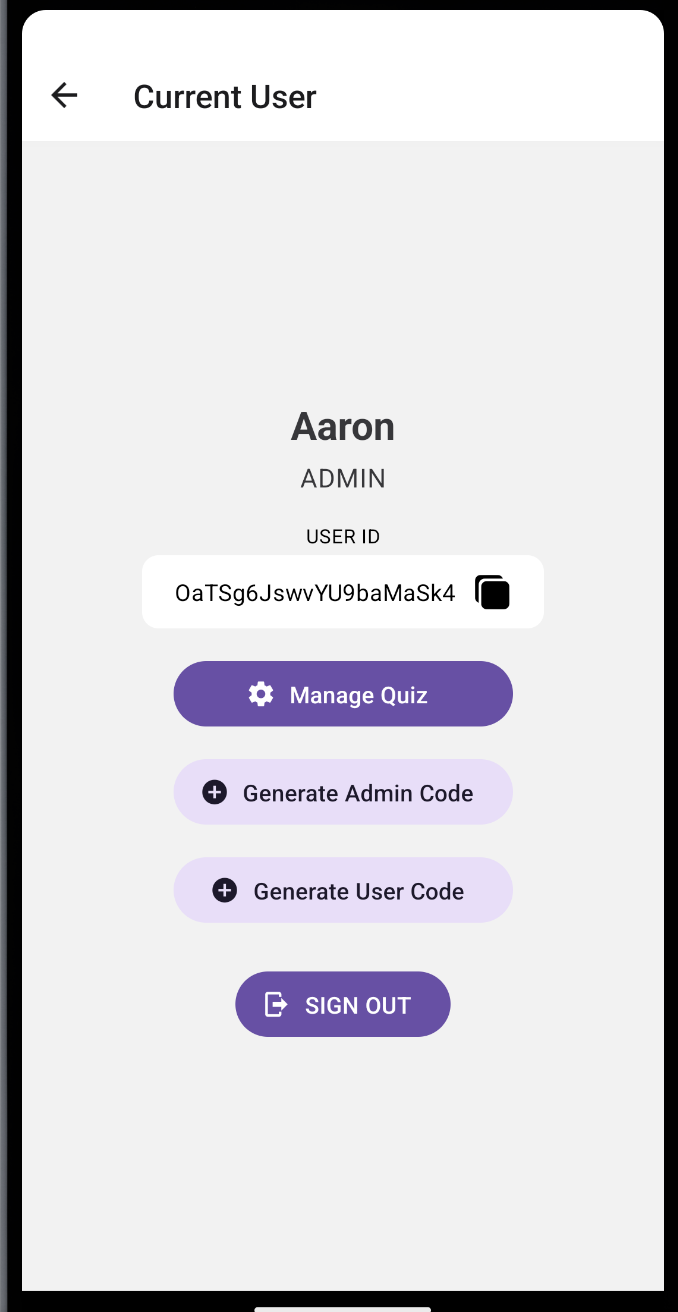 Current User
Aaron
ADMIN
USER ID
OaTSg6JswvYU9baMaSk4
Manage Quiz
Generate Admin Code
Generate User Code
SIGN OUT